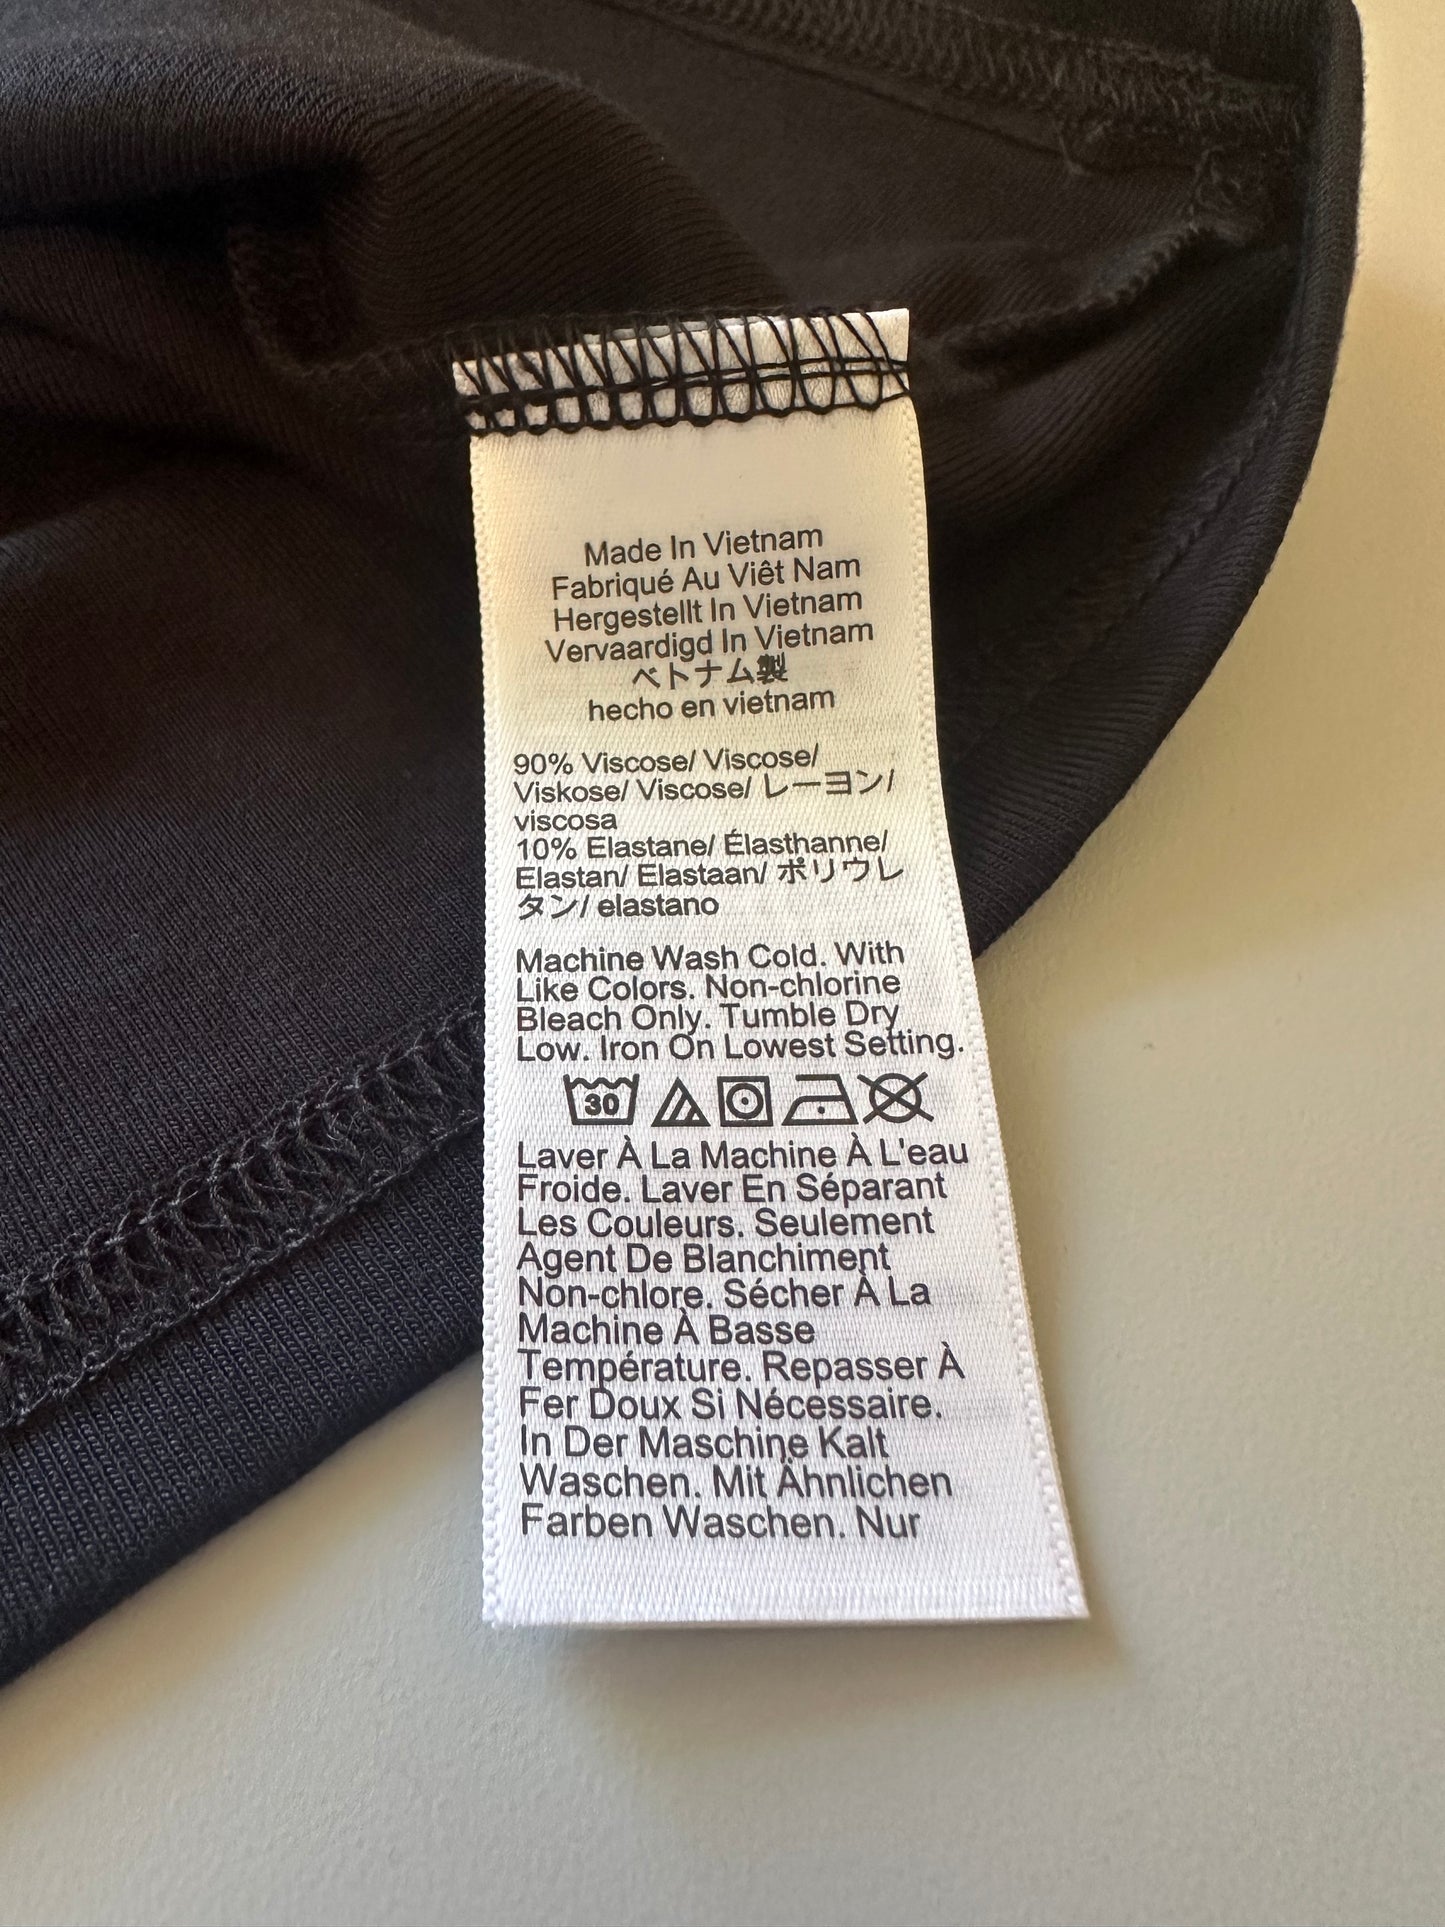 Made In Vietnam
Fabriqué Au Viêt Nam
Hergestellt In Vietnam
Vervaardigd In Vietnam
ベトナム製
hecho en vietnam
90% Viscose/ Viscose/
Viskose/ Viscose/ レーヨン/
viscosa
10% Elastane/ Élasthanne/
Elastan/ Elastaan/ ポリウレ
タン/ elastano
Machine Wash Cold. With
Like Colors. Non-chlorine
Bleach Only. Tumble Dry
Low. Iron On Lowest Setting.
30
Laver À La Machine À L'eau
Froide. Laver En Séparant
Les Couleurs. Seulement
Agent De Blanchiment
Non-chlore. Sécher À La
Machine À Basse
Température. Repasser À
Fer Doux Si Nécessaire.
In Der Maschine Kalt
Waschen. Mit Ähnlichen
Farben Waschen. Nur